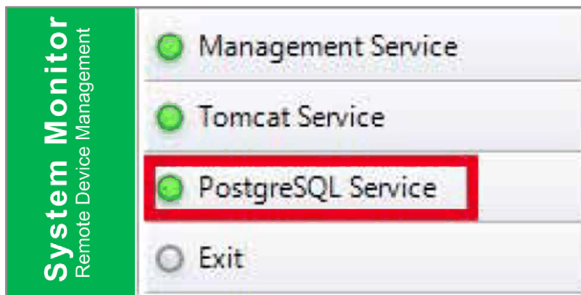 System Monitor
Remote Device Management
Management Service
Tomcat Service
PostgreSQL Service
Exit